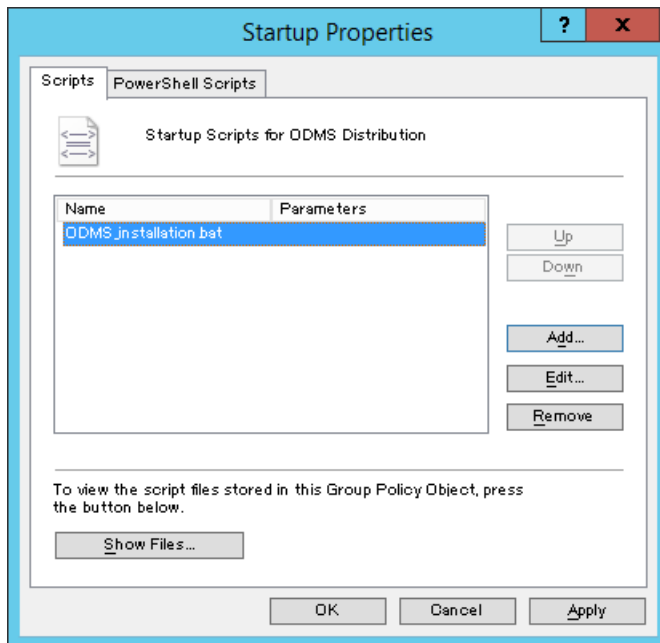 Startup Properties
?
x
Scripts
PowerShell Scripts
Startup Scripts for ODMS Distribution
Name Parameters
ODMS_installation.bat
Up
Down
Add...
Edit...
Remove
To view the script files stored in this Group Policy Object, press
the button below.
Show Files...
OK Cancel Apply